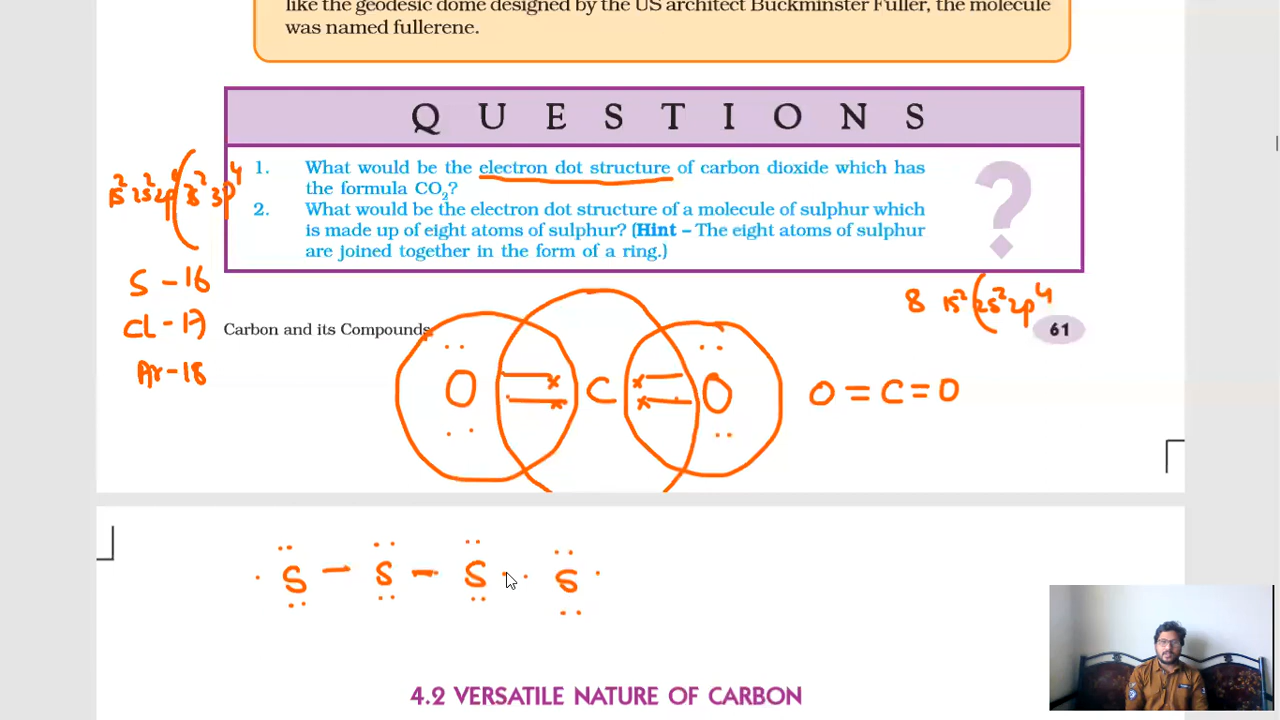 like the geodesic dome designed by the US architect Buckminster Fuller, the molecule
was named fullerene.
QUESTIONS
1. What would be the electron dot structure of carbon dioxide which has
the formula CO2?
2. What would be the electron dot structure of a molecule of sulphur which
is made up of eight atoms of sulphur? (Hint – The eight atoms of sulphur
are joined together in the form of a ring.)
?
S - 16
Cl - 17
Ar - 18
8 1s2 (2s2 2p4
Carbon and its Compounds
61
O C O
O = C = O
S - S - S S
4.2 VERSATILE NATURE OF CARBON